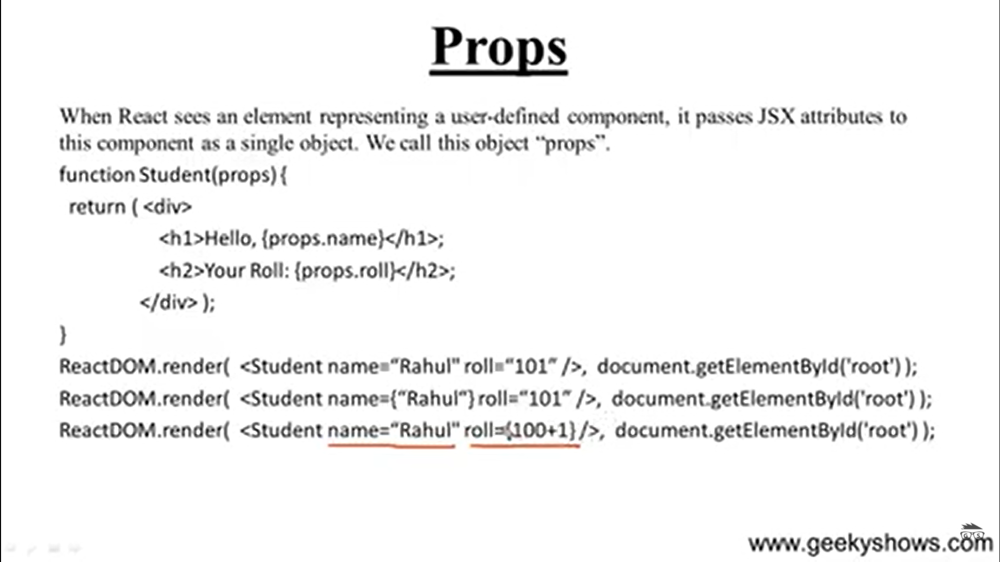 Props
When React sees an element representing a user-defined component, it passes JSX attributes to
this component as a single object. We call this object “props”.
function Student(props) {
return ( <div>
<h1>Hello, {props.name}</h1>;
<h2>Your Roll: {props.roll}</h2>;
</div> );
}
ReactDOM.render( <Student name=“Rahul" roll=“101” />, document.getElementById('root') );
ReactDOM.render( <Student name={“Rahul“} roll=“101” />, document.getElementById('root') );
ReactDOM.render( <Student name=“Rahul" roll={100+1} />, document.getElementById('root') );
GS
www.geekyshows.com